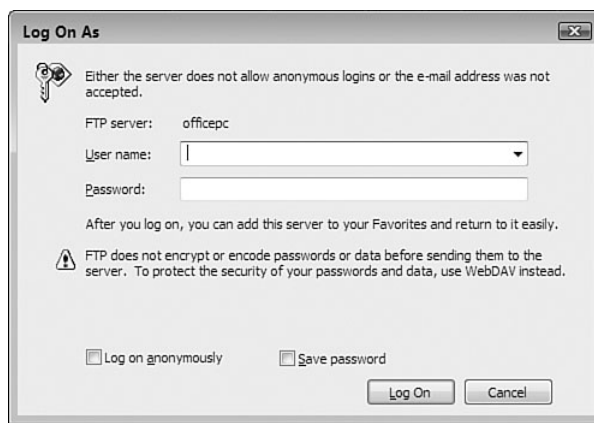 Log On As
Either the server does not allow anonymous logins or the e-mail address was not
accepted.
FTP server: officepc
User name:
Password:
After you log on, you can add this server to your Favorites and return to it easily.
FTP does not encrypt or encode passwords or data before sending them to the
server. To protect the security of your passwords and data, use WebDAV instead.
Log on anonymously Save password
Log On Cancel